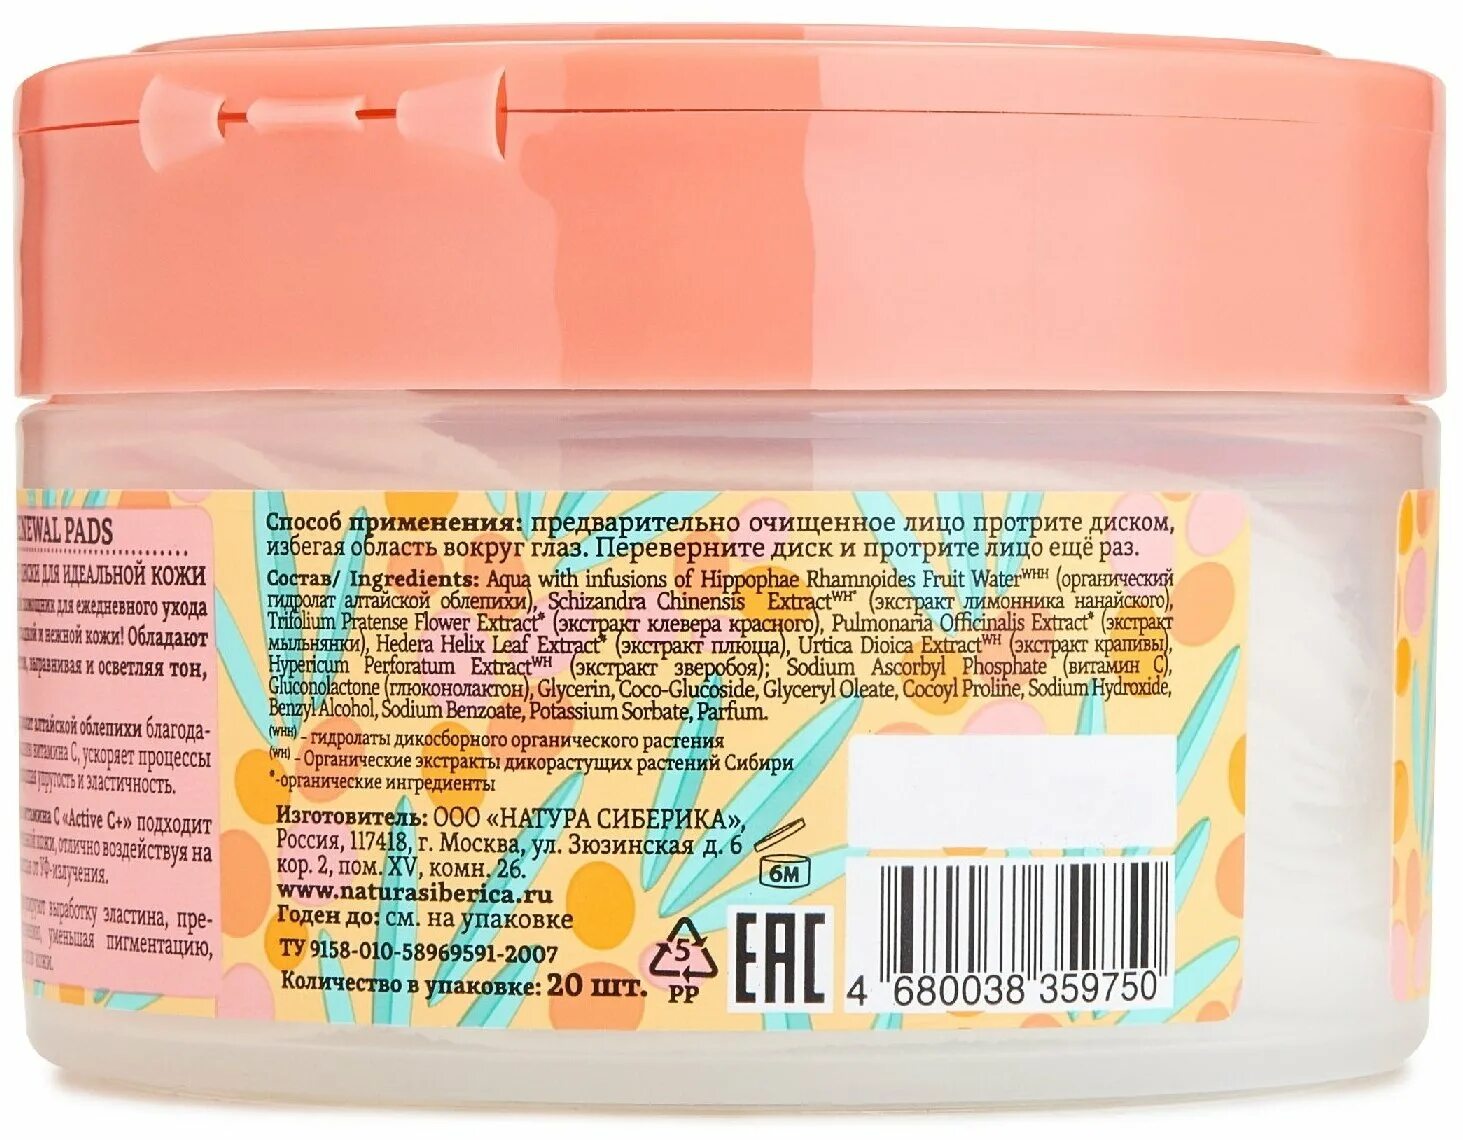 RENEWAL PADS
ДЛЯ ИДЕАЛЬНОЙ КОЖИ
для ежедневного ухода
и нежной кожи! Обладают
выравнивая и осветляя тон,
алтайской облепихи благода-
витамина С, ускоряет процессы
упругость и эластичность.
витамина С «Active C+» подходит
кожи, отлично воздействуя на
от УФ-излучения.
выработку эластина, пре-
уменьшая пигментацию,
кожи.
Способ применения: предварительно очищенное лицо протрите диском,
избегая область вокруг глаз. Переверните диск и протрите лицо ещё раз.
Состав/ Ingredients: Aqua with infusions of Hippophae Rhamnoides Fruit Water^WHH (органический
гидролат алтайской облепихи), Schizandra Chinensis Extract^WH* (экстракт лимонника нанайского),
Trifolium Pratense Flower Extract* (экстракт клевера красного), Pulmonaria Officinalis Extract* (экстракт
мыльнянки), Hedera Helix Leaf Extract* (экстракт плюща), Urtica Dioica Extract^WH (экстракт крапивы),
Hypericum Perforatum Extract^WH (экстракт зверобоя); Sodium Ascorbyl Phosphate (витамин С),
Gluconolactone (глюконолактон), Glycerin, Coco-Glucoside, Glyceryl Oleate, Cocoyl Proline, Sodium Hydroxide,
Benzyl Alcohol, Sodium Benzoate, Potassium Sorbate, Parfum.
(WHH) - гидролаты дикосборного органического растения
(WH) - Органические экстракты дикорастущих растений Сибири
*-органические ингредиенты
Изготовитель: ООО «НАТУРА СИБЕРИКА»,
Россия, 117418, г. Москва, ул. Зюзинская д. 6
кор. 2, пом. XV, комн. 26.
www.naturasiberica.ru
Годен до: см. на упаковке
ТУ 9158-010-58969591-2007
Количество в упаковке: 20 шт.
5
PP
6М
EAC
4 680038 359750